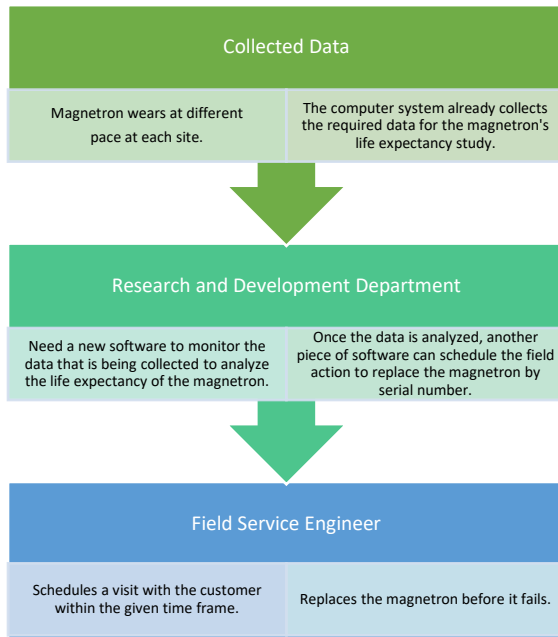 Collected Data
Magnetron wears at different
pace at each site.
The computer system already collects
the required data for the magnetron's
life expectancy study.
Research and Development Department
Need a new software to monitor the
data that is being collected to analyze
the life expectancy of the magnetron.
Once the data is analyzed, another
piece of software can schedule the field
action to replace the magnetron by
serial number.
Field Service Engineer
Schedules a visit with the customer
within the given time frame.
Replaces the magnetron before it fails.